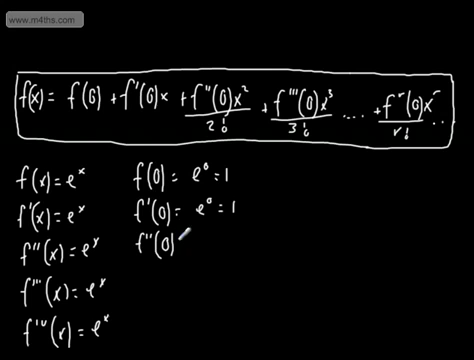 www.m4ths.com
f(x) = f(0) + f'(0)x + f''(0)x²/2! + f'''(0)x³/3! .... + fʳ(0)xʳ/r! ..
f(x) = eˣ f(0) = e⁰ = 1
f'(x) = eˣ f'(0) = e⁰ = 1
f''(x) = eˣ f''(0)
f'''(x) = eˣ
f'ᵛ(x) = eˣ